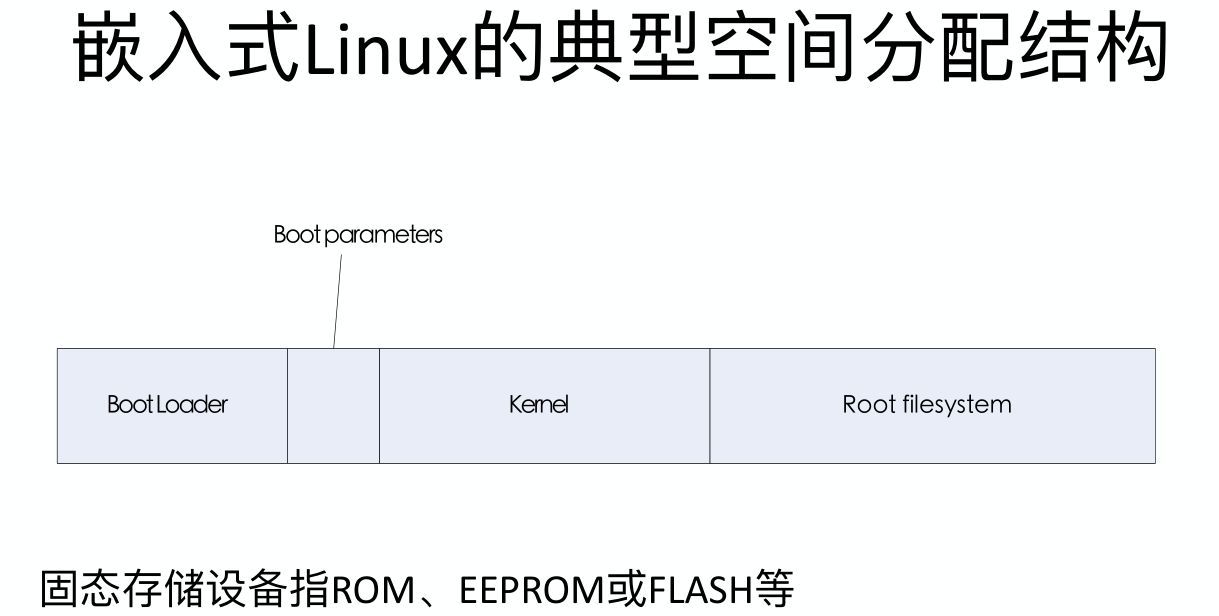 嵌入式Linux的典型空间分配结构
Boot parameters
Boot Loader
Kernel
Root filesystem
固态存储设备指ROM、EEPROM或FLASH等